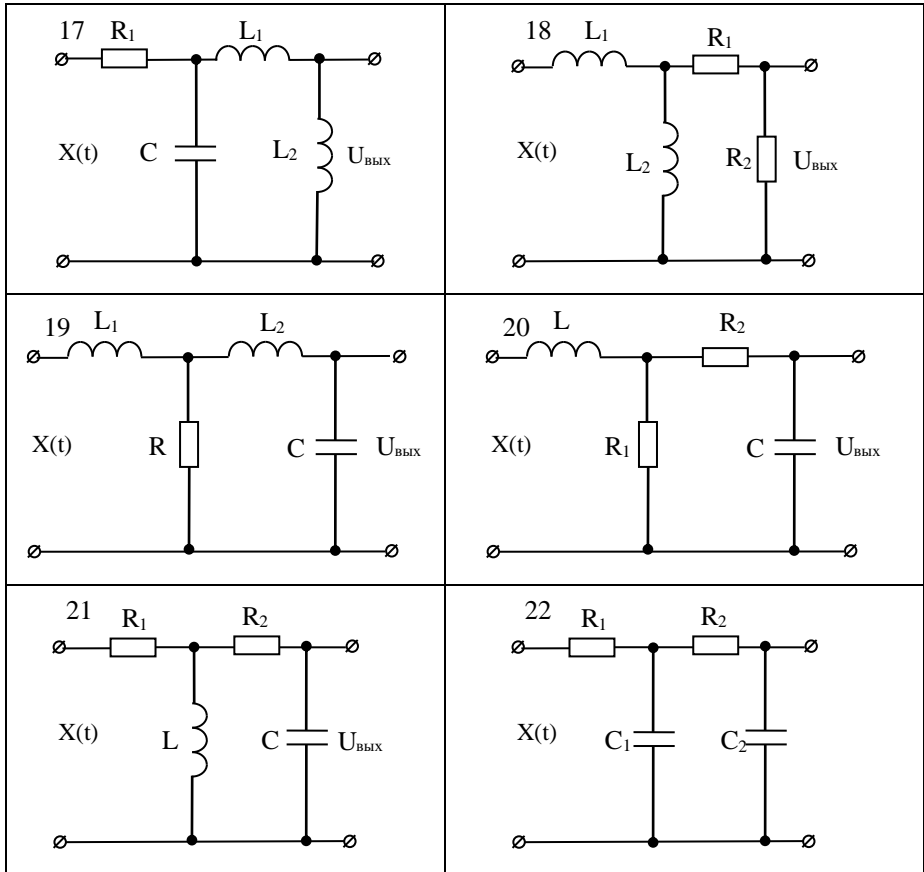 17 R₁ L₁
X(t) C L₂ Uвых
18 L₁ R₁
X(t) L₂ R₂ Uвых
19 L₁ L₂
X(t) R C Uвых
20 L R₂
X(t) R₁ C Uвых
21 R₁ R₂
X(t) L C Uвых
22 R₁ R₂
X(t) C₁ C₂